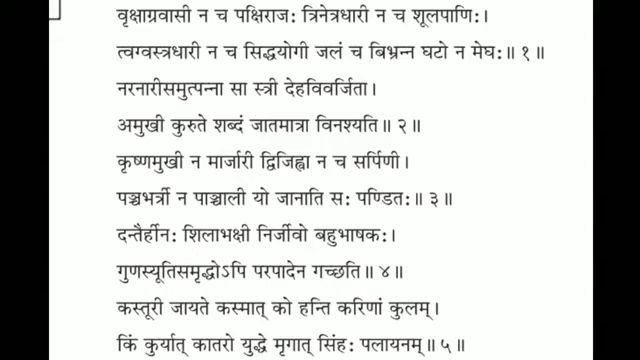 वृक्षाग्रवासी न च पक्षिराजः त्रिनेत्रधारी न च शूलपाणिः।
त्वग्वस्त्रधारी न च सिद्धयोगी जलं च बिभ्रन्न घटो न मेघः॥ १॥
नरनारीसमुत्पन्ना सा स्त्री देहविवर्जिता।
अमुखी कुरुते शब्दं जातमात्रा विनश्यति॥ २॥
कृष्णमुखी न मार्जारी द्विजिह्वा न च सर्पिणी।
पञ्चभर्त्री न पाञ्चाली यो जानाति सः पण्डितः॥ ३॥
दन्तैर्हीनः शिलाभक्षी निर्जीवो बहुभाषकः।
गुणस्यूतिसमृद्धोऽपि परपादेन गच्छति॥ ४॥
कस्तूरी जायते कस्मात् को हन्ति करिणां कुलम्।
किं कुर्यात् कातरो युद्धे मृगात् सिंहः पलायनम्॥ ५॥